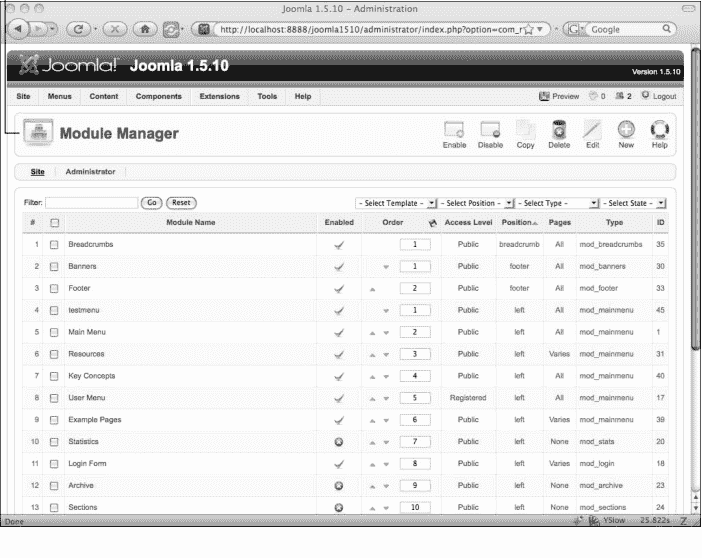 Joomla 1.5.10 - Administration
http://localhost:8888/joomla1510/administrator/index.php?option=com_m
Google
Joomla! Joomla 1.5.10
Version 1.5.10
Site Menus Content Components Extensions Tools Help Preview 0 2 Logout
Module Manager
Enable Disable Copy Delete Edit New Help
Site Administrator
Filter: Go Reset - Select Template - - Select Position - - Select Type - - Select State -
# Module Name Enabled Order Access Level Position Pages Type ID
1 Breadcrumbs 1 Public breadcrumb All mod_breadcrumbs 35
2 Banners 1 Public footer All mod_banners 30
3 Footer 2 Public footer All mod_footer 33
4 testmenu 1 Public left All mod_mainmenu 45
5 Main Menu 2 Public left All mod_mainmenu 1
6 Resources 3 Public left Varies mod_mainmenu 31
7 Key Concepts 4 Public left All mod_mainmenu 40
8 User Menu 5 Registered left All mod_mainmenu 17
9 Example Pages 6 Public left Varies mod_mainmenu 39
10 Statistics 7 Public left None mod_stats 20
11 Login Form 8 Public left Varies mod_login 18
12 Archive 9 Public left None mod_archive 23
13 Sections 10 Public left None mod_sections 24
Done YSlow 25.822s Z